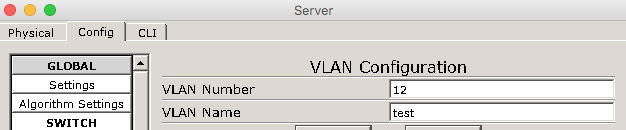 Server
Physical Config CLI
GLOBAL
Settings
Algorithm Settings
SWITCH
VLAN Configuration
VLAN Number 12
VLAN Name test